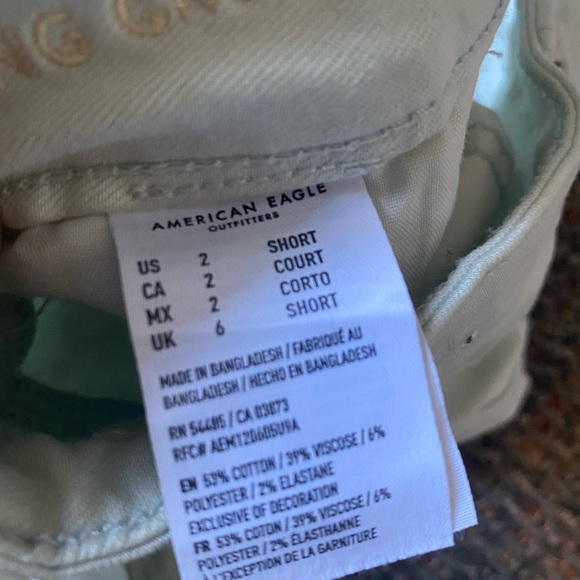 NG
AMERICAN EAGLE
OUTFITTERS
US 2 SHORT
CA 2 COURT
MX 2 CORTO
UK 6 SHORT
MADE IN BANGLADESH / FABRIQUÉ AU
BANGLADESH / HECHO EN BANGLADESH
RN 54485 / CA 03073
RFC# AEM120605U9A
EN 53% COTTON / 39% VISCOSE / 6%
POLYESTER / 2% ELASTANE
EXCLUSIVE OF DECORATION
FR 53% COTON / 39% VISCOSE / 6%
POLYESTER / 2% ÉLASTHANNE
À L'EXCEPTION DE LA GARNITURE